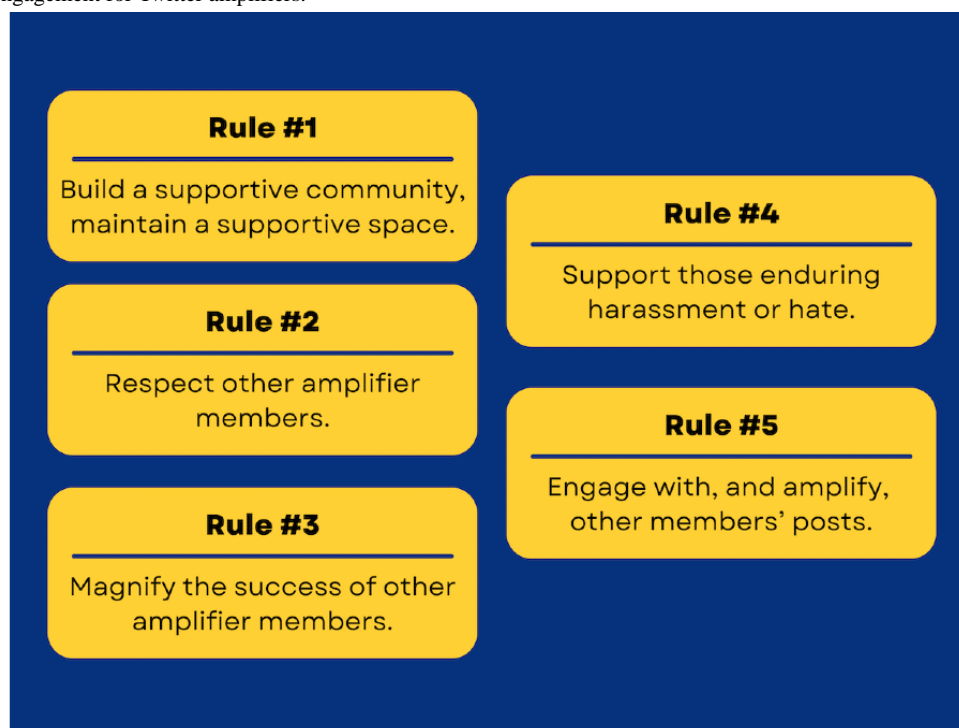 Rule #1
Build a supportive community,
maintain a supportive space.
Rule #2
Respect other amplifier
members.
Rule #3
Magnify the success of other
amplifier members.
Rule #4
Support those enduring
harassment or hate.
Rule #5
Engage with, and amplify,
other members’ posts.